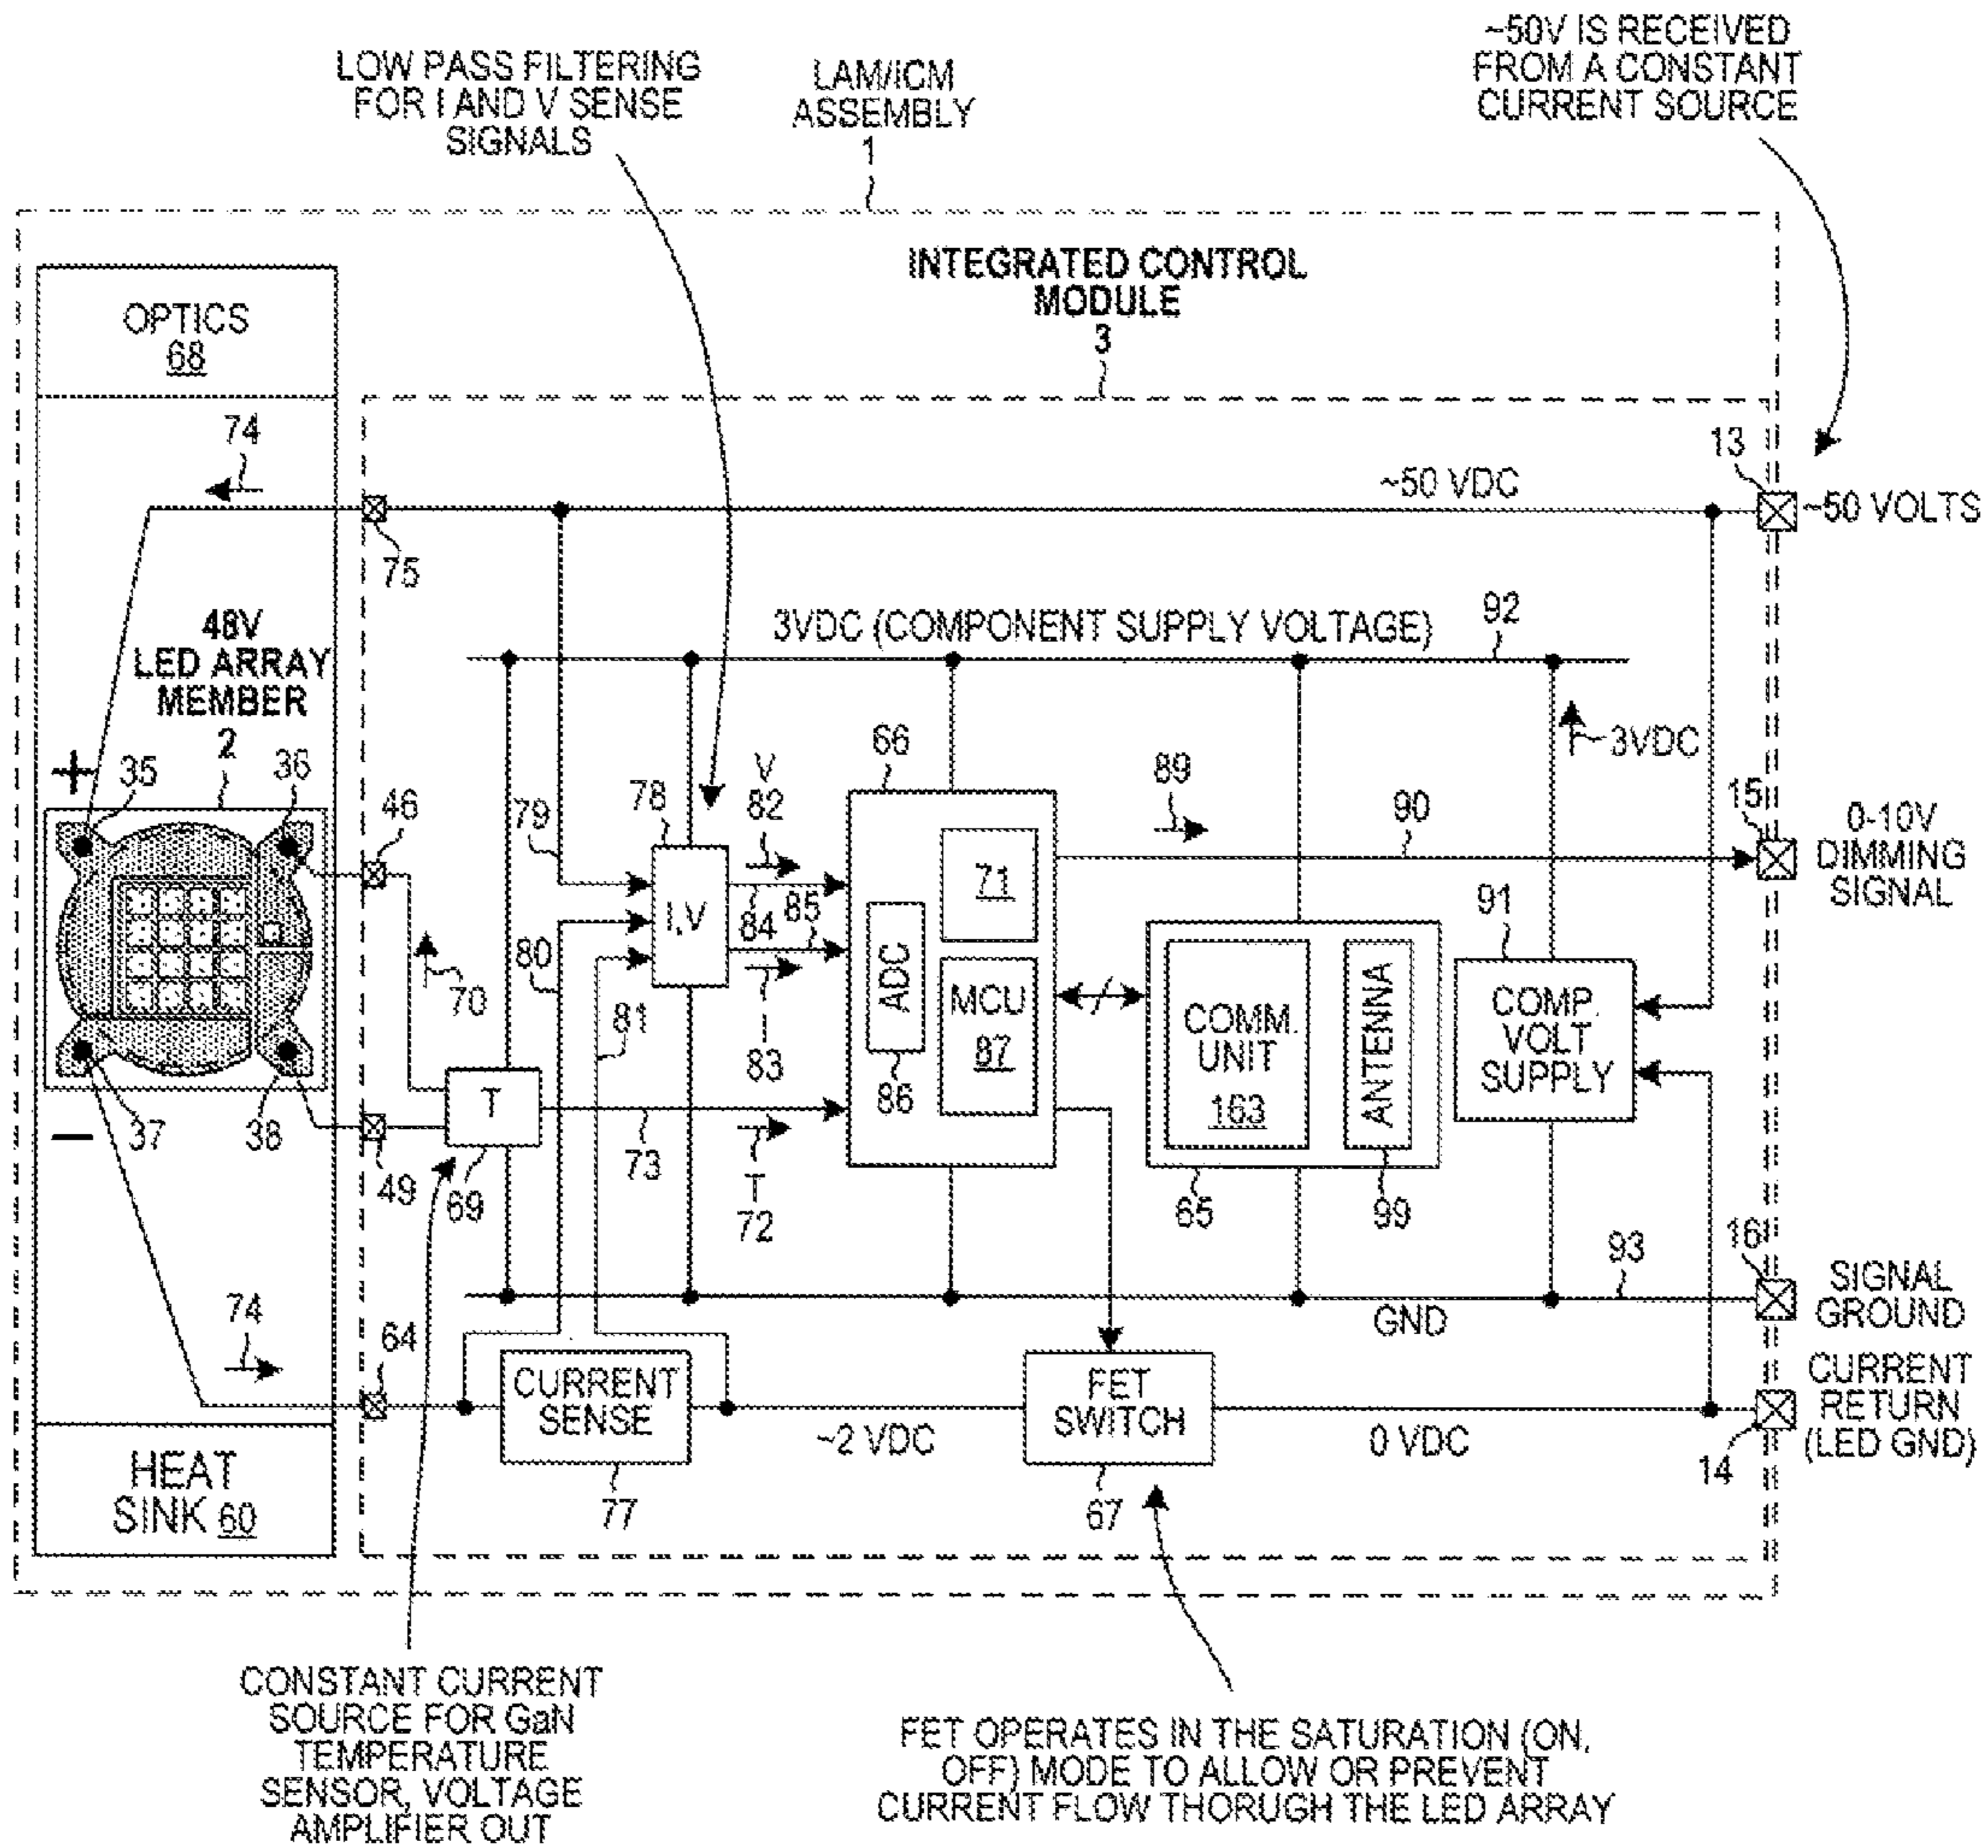 LOW PASS FILTERING
FOR I AND V SENSE
SIGNALS
LAM/ICM
ASSEMBLY
1
~50V IS RECEIVED
FROM A CONSTANT
CURRENT SOURCE
INTEGRATED CONTROL
MODULE
3
OPTICS
68
74
75
~50 VDC
13
~50 VOLTS
48V
LED ARRAY
MEMBER
2
3VDC (COMPONENT SUPPLY VOLTAGE)
92
3VDC
+
35
36
46
79
78
V
82
66
89
90
15
0-10V
DIMMING
SIGNAL
I,V
84
85
71
91
80
81
70
I
83
ADC
86
MCU
87
COMM.
UNIT
163
ANTENNA
COMP.
VOLT
SUPPLY
T
69
73
T
72
65
99
−
37
38
49
93
16
SIGNAL
GROUND
GND
74
64
CURRENT
SENSE
77
~2 VDC
FET
SWITCH
67
0 VDC
14
CURRENT
RETURN
(LED GND)
HEAT
SINK 60
CONSTANT CURRENT
SOURCE FOR GaN
TEMPERATURE
SENSOR, VOLTAGE
AMPLIFIER OUT
FET OPERATES IN THE SATURATION (ON,
OFF) MODE TO ALLOW OR PREVENT
CURRENT FLOW THORUGH THE LED ARRAY